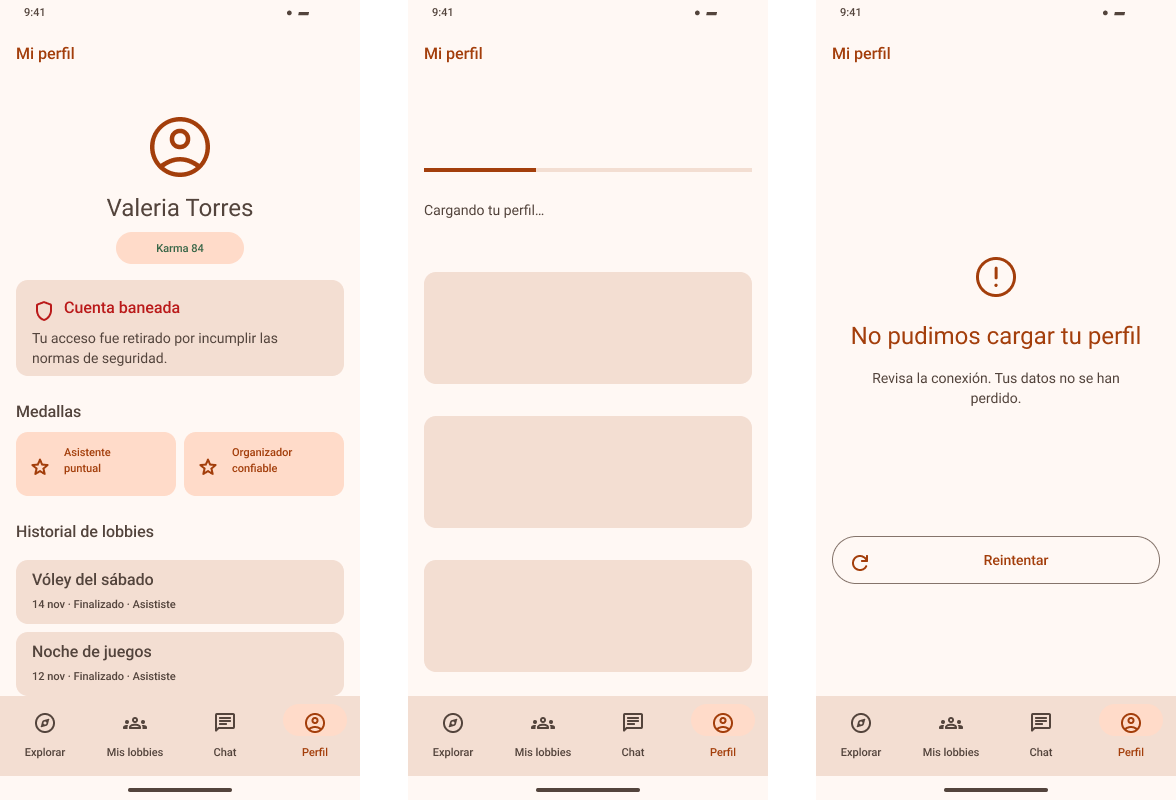 9:41
Mi perfil
Valeria Torres
Karma 84
Cuenta baneada
Tu acceso fue retirado por incumplir las
normas de seguridad.
Medallas
Asistente
puntual
Organizador
confiable
Historial de lobbies
Vóley del sábado
14 nov · Finalizado · Asististe
Noche de juegos
12 nov · Finalizado · Asististe
Explorar
Mis lobbies
Chat
Perfil
9:41
Mi perfil
Cargando tu perfil…
Explorar
Mis lobbies
Chat
Perfil
9:41
Mi perfil
No pudimos cargar tu perfil
Revisa la conexión. Tus datos no se han
perdido.
Reintentar
Explorar
Mis lobbies
Chat
Perfil